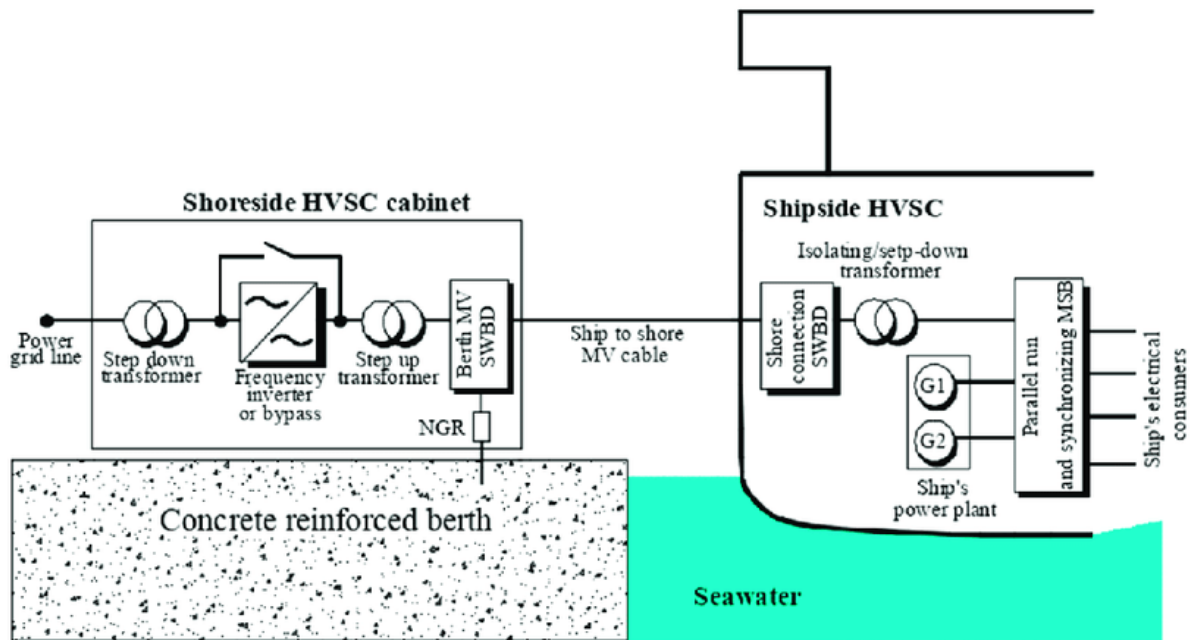 Shoreside HVSC cabinet
Power
grid line
Step down
transformer
Frequency
inverter
or bypass
Step up
transformer
Berth MV
SWBD
NGR
Concrete reinforced berth
Ship to shore
MV cable
Shipside HVSC
Isolating/setp-down
transformer
Shore
connection
SWBD
G1
G2
Ship's
power plant
Parallel run
and synchronizing MSB
Ship's electrical
consumers
Seawater